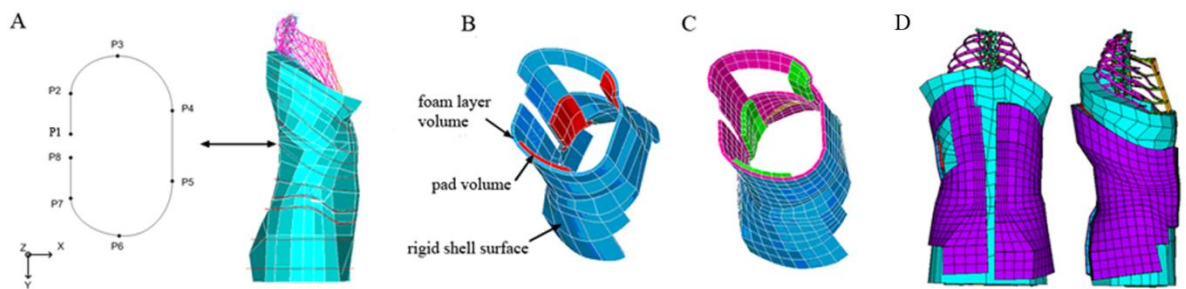 A
B
C
D
P3
P2
P4
P1
P8
P5
P7
P6
Z
X
Y
foam layer
volume
pad volume
rigid shell surface